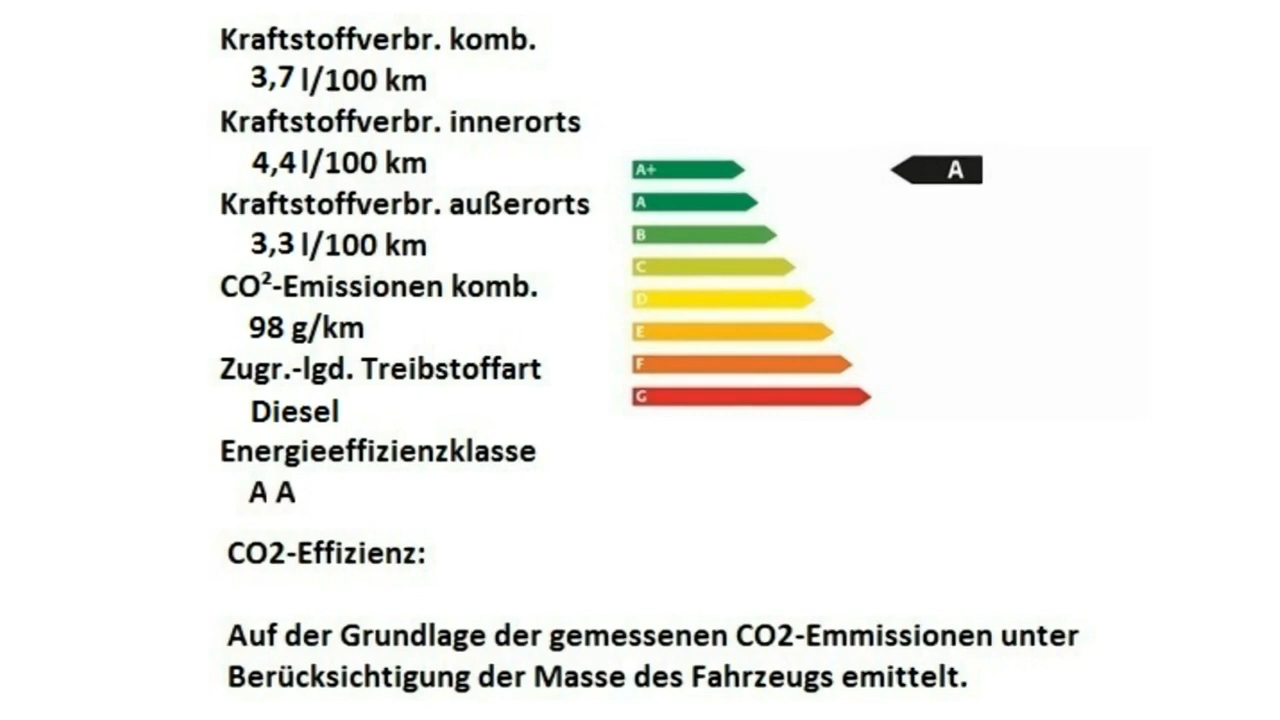 Kraftstoffverbr. komb.
3,7 l/100 km
Kraftstoffverbr. innerorts
4,4 l/100 km
Kraftstoffverbr. außerorts
3,3 l/100 km
CO²-Emissionen komb.
98 g/km
Zugr.-lgd. Treibstoffart
Diesel
Energieeffizienzklasse
A A
A+
A
A
B
C
D
E
F
G
CO2-Effizienz:
Auf der Grundlage der gemessenen CO2-Emmissionen unter
Berücksichtigung der Masse des Fahrzeugs emittelt.